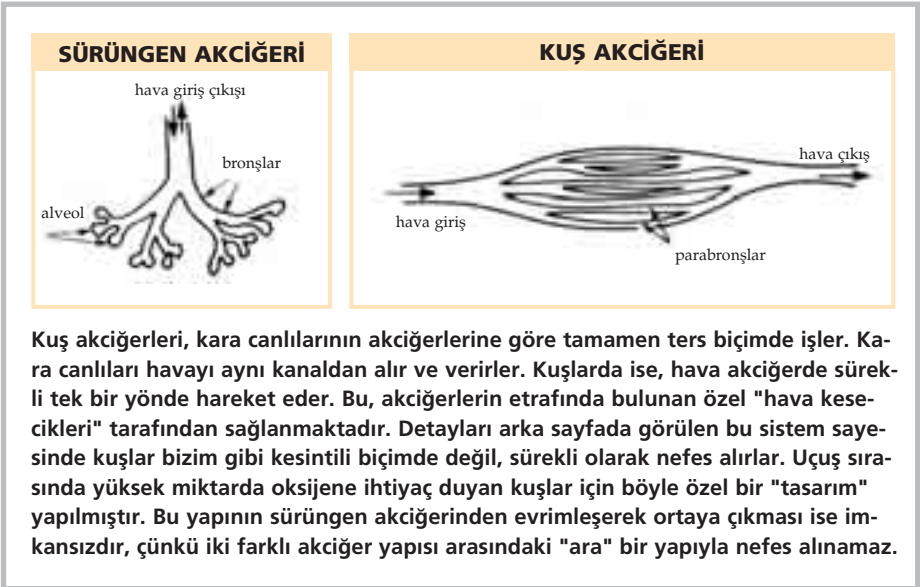 SÜRÜNGEN AKCİĞERİ
hava giriş çıkışı
bronşlar
alveol
KUŞ AKCİĞERİ
hava çıkış
hava giriş
parabronşlar
Kuş akciğerleri, kara canlılarının akciğerlerine göre tamamen ters biçimde işler. Ka-
ra canlıları havayı aynı kanaldan alır ve verirler. Kuşlarda ise, hava akciğerde sürek-
li tek bir yönde hareket eder. Bu, akciğerlerin etrafında bulunan özel "hava kese-
cikleri" tarafından sağlanmaktadır. Detayları arka sayfada görülen bu sistem saye-
sinde kuşlar bizim gibi kesintili biçimde değil, sürekli olarak nefes alırlar. Uçuş sıra-
sında yüksek miktarda oksijene ihtiyaç duyan kuşlar için böyle özel bir "tasarım"
yapılmıştır. Bu yapının sürüngen akciğerinden evrimleşerek ortaya çıkması ise im-
kansızdır, çünkü iki farklı akciğer yapısı arasındaki "ara" bir yapıyla nefes alınamaz.